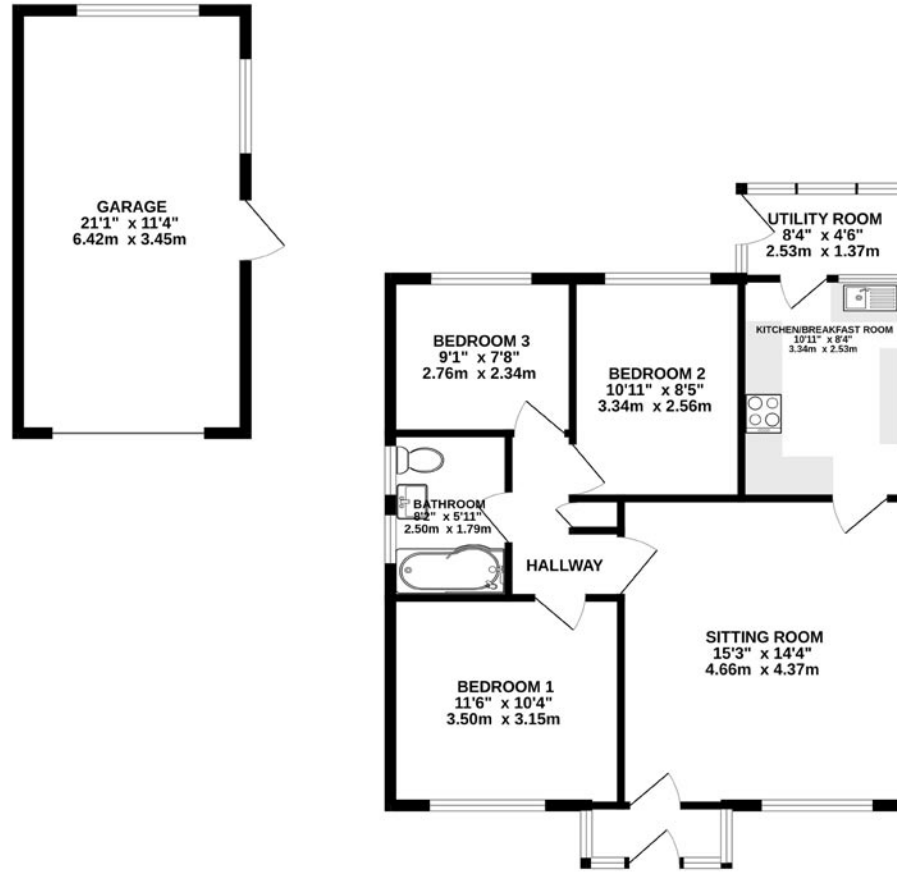 GARAGE
21'1" x 11'4"
6.42m x 3.45m
UTILITY ROOM
8'4" x 4'6"
2.53m x 1.37m
BEDROOM 3
9'1" x 7'8"
2.76m x 2.34m
BEDROOM 2
10'11" x 8'5"
3.34m x 2.56m
KITCHEN/BREAKFAST ROOM
10'11" x 8'4"
3.34m x 2.53m
BATHROOM
8'2" x 5'11"
2.50m x 1.79m
HALLWAY
SITTING ROOM
15'3" x 14'4"
4.66m x 4.37m
BEDROOM 1
11'6" x 10'4"
3.50m x 3.15m